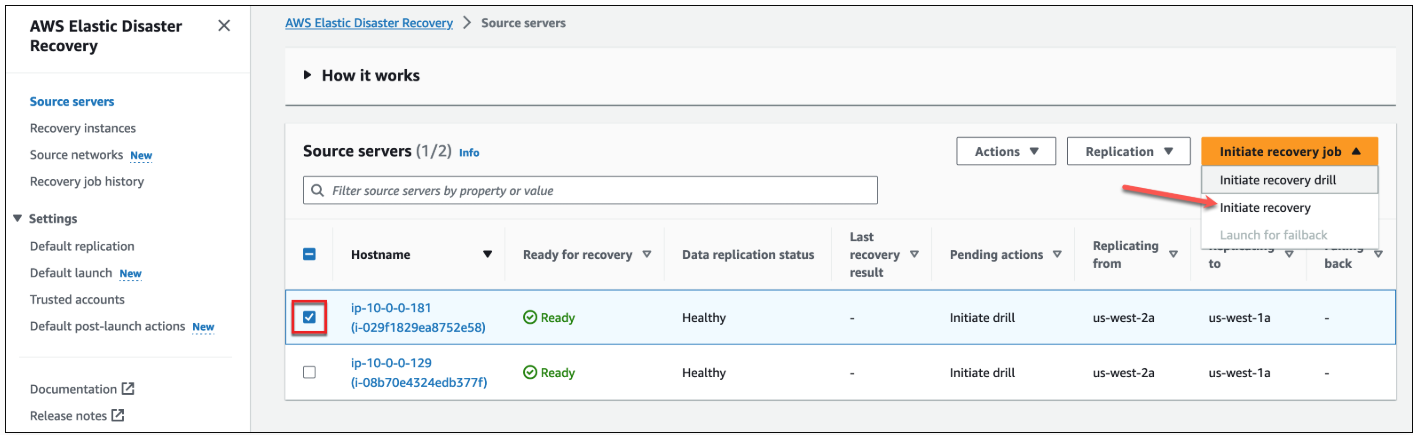 AWS Elastic Disaster
Recovery
Source servers
Recovery instances
Source networks New
Recovery job history
Settings
Default replication
Default launch New
Trusted accounts
Default post-launch actions New
Documentation
Release notes
AWS Elastic Disaster Recovery > Source servers
How it works
Source servers (1/2) Info
Actions
Replication
Initiate recovery job
Filter source servers by property or value
Initiate recovery drill
Initiate recovery
Launch for failback
Hostname
Ready for recovery
Data replication status
Last
recovery
result
Pending actions
Replicating
from
to
back
ip-10-0-0-181
(i-029f1829ea8752e58)
Ready
Healthy
-
Initiate drill
us-west-2a
us-west-1a
-
ip-10-0-0-129
(i-08b70e4324edb377f)
Ready
Healthy
-
Initiate drill
us-west-2a
us-west-1a
-